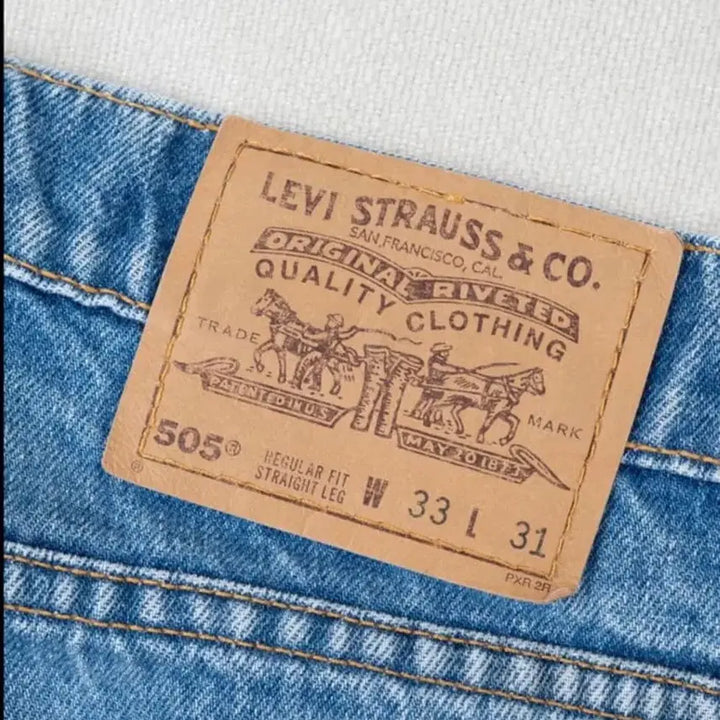 LEVI STRAUSS & CO.
SAN FRANCISCO, CAL.
ORIGINAL RIVETED
QUALITY CLOTHING
TRADE MARK
PATENTED IN U.S.
MAY 20 1873
505®
REGULAR FIT
STRAIGHT LEG
W 33 L 31
®
PXR 2R